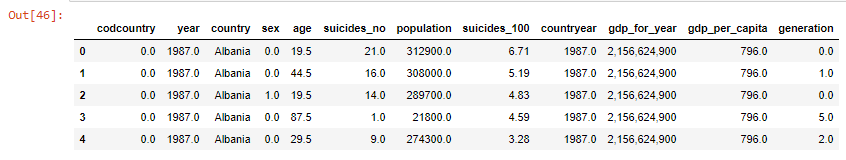 Out[46]:
codcountry year country sex age suicides_no population suicides_100 countryear gdp_for_year gdp_per_capita generation
0 0.0 1987.0 Albania 0.0 19.5 21.0 312900.0 6.71 1987.0 2,156,624,900 796.0 0.0
1 0.0 1987.0 Albania 0.0 44.5 16.0 308000.0 5.19 1987.0 2,156,624,900 796.0 1.0
2 0.0 1987.0 Albania 1.0 19.5 14.0 289700.0 4.83 1987.0 2,156,624,900 796.0 0.0
3 0.0 1987.0 Albania 0.0 87.5 1.0 21800.0 4.59 1987.0 2,156,624,900 796.0 5.0
4 0.0 1987.0 Albania 0.0 29.5 9.0 274300.0 3.28 1987.0 2,156,624,900 796.0 2.0